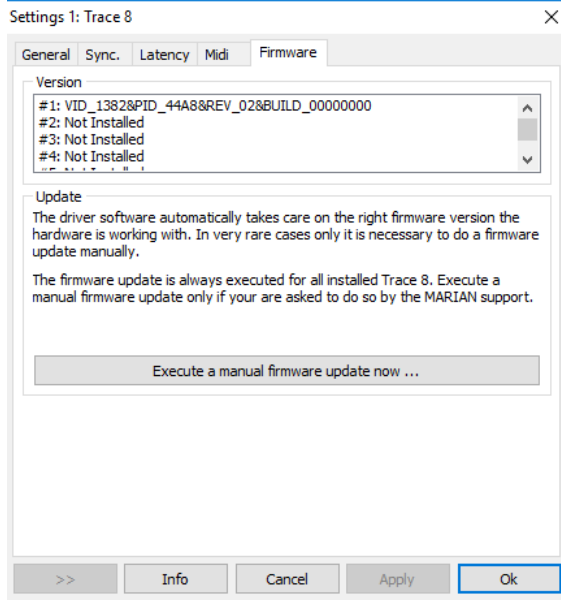 Settings 1: Trace 8
General Sync. Latency Midi Firmware
Version
#1: VID_1382&PID_44A8&REV_02&BUILD_00000000
#2: Not Installed
#3: Not Installed
#4: Not Installed
Update
The driver software automatically takes care on the right firmware version the
hardware is working with. In very rare cases only it is necessary to do a firmware
update manually.
The firmware update is always executed for all installed Trace 8. Execute a
manual firmware update only if your are asked to do so by the MARIAN support.
Execute a manual firmware update now ...
>> Info Cancel Apply Ok